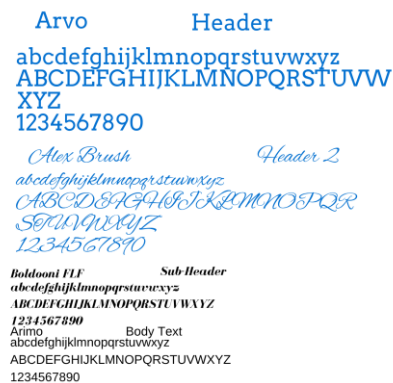 Arvo Header
abcdefghijklmnopqrstuvwxyz
ABCDEFGHIJKLMNOPQRSTUVW
XYZ
1234567890
Alex Brush Header 2
abcdefghijklmnopqrstuvwxyz
ABCDEFGHIJKLMNOPQR
STUVWXYZ
1234567890
Boldooni FLF Sub-Header
abcdefghijklmnopqrstuvwxyz
ABCDEFGHIJKLMNOPQRSTUVWXYZ
1234567890
Arimo Body Text
abcdefghijklmnopqrstuvwxyz
ABCDEFGHIJKLMNOPQRSTUVWXYZ
1234567890